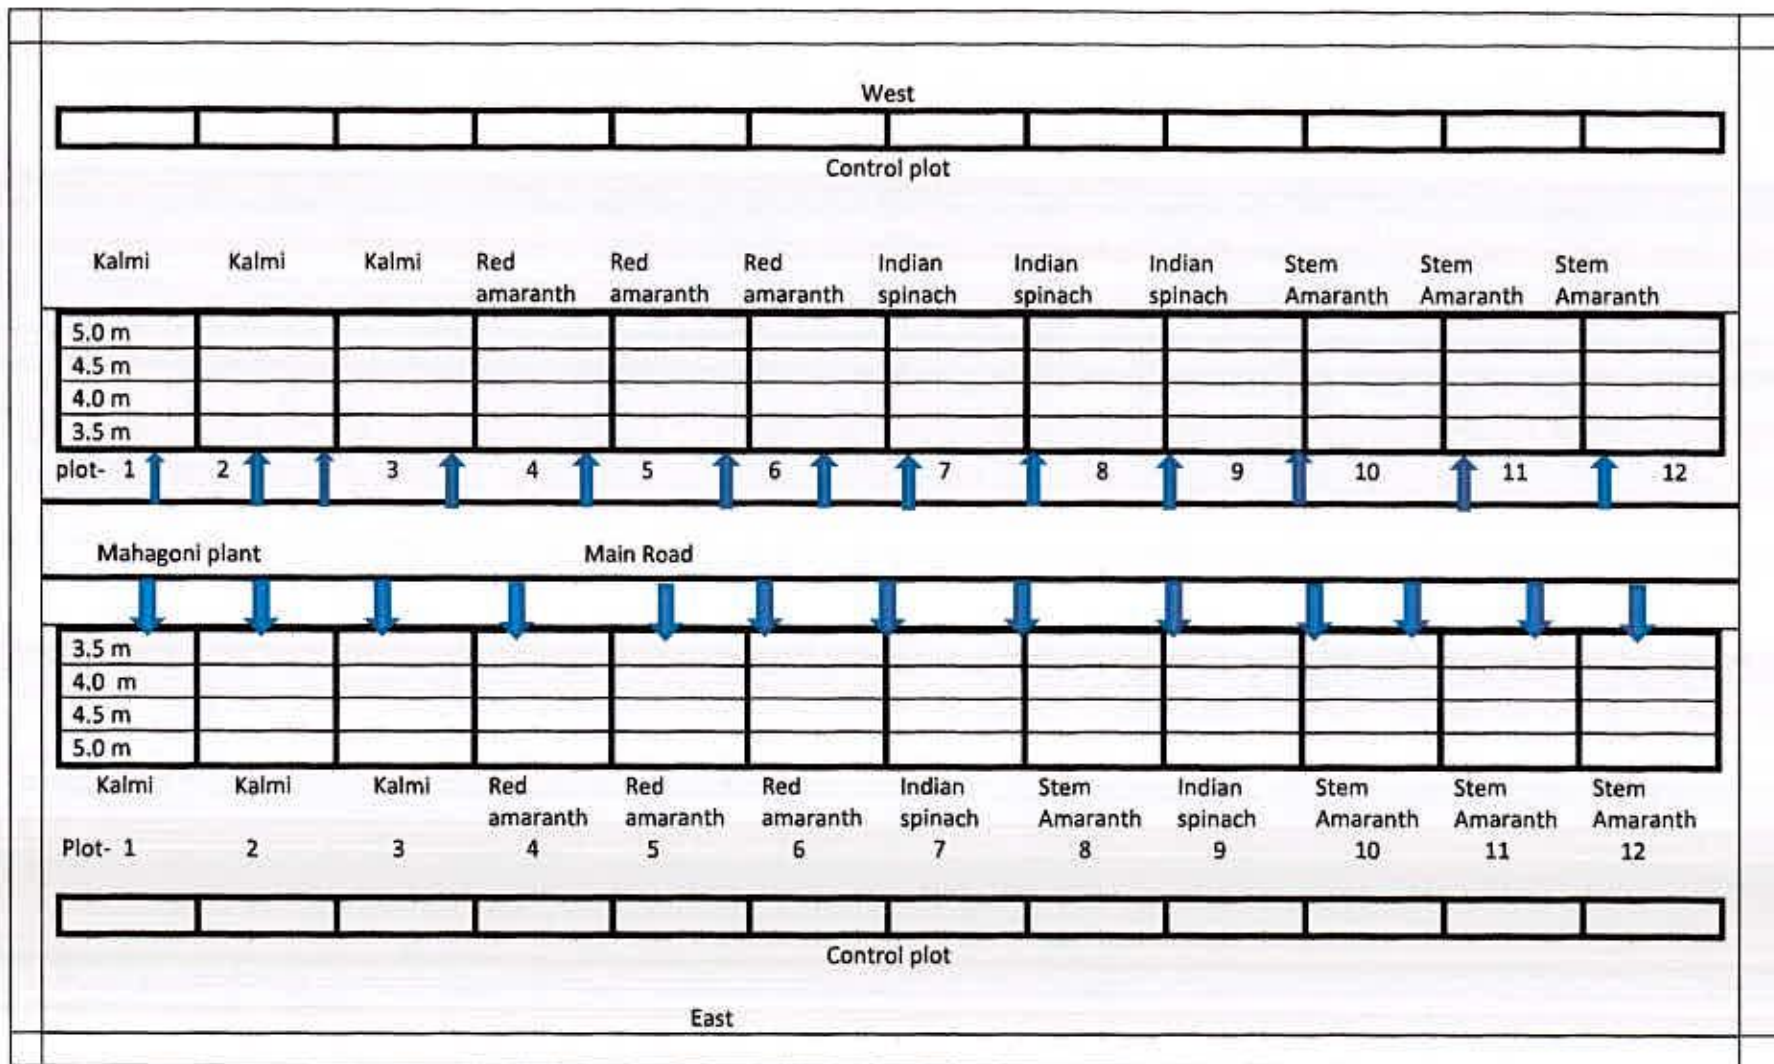 West
Control plot
Kalmi Kalmi Kalmi Red amaranth Red amaranth Red amaranth Indian spinach Indian spinach Indian spinach Stem Amaranth Stem Amaranth Stem Amaranth
5.0 m
4.5 m
4.0 m
3.5 m
plot- 1 2 3 4 5 6 7 8 9 10 11 12
Mahagoni plant Main Road
3.5 m
4.0 m
4.5 m
5.0 m
Kalmi Kalmi Kalmi Red amaranth Red amaranth Red amaranth Indian spinach Stem Amaranth Indian spinach Stem Amaranth Stem Amaranth Stem Amaranth
Plot- 1 2 3 4 5 6 7 8 9 10 11 12
Control plot
East